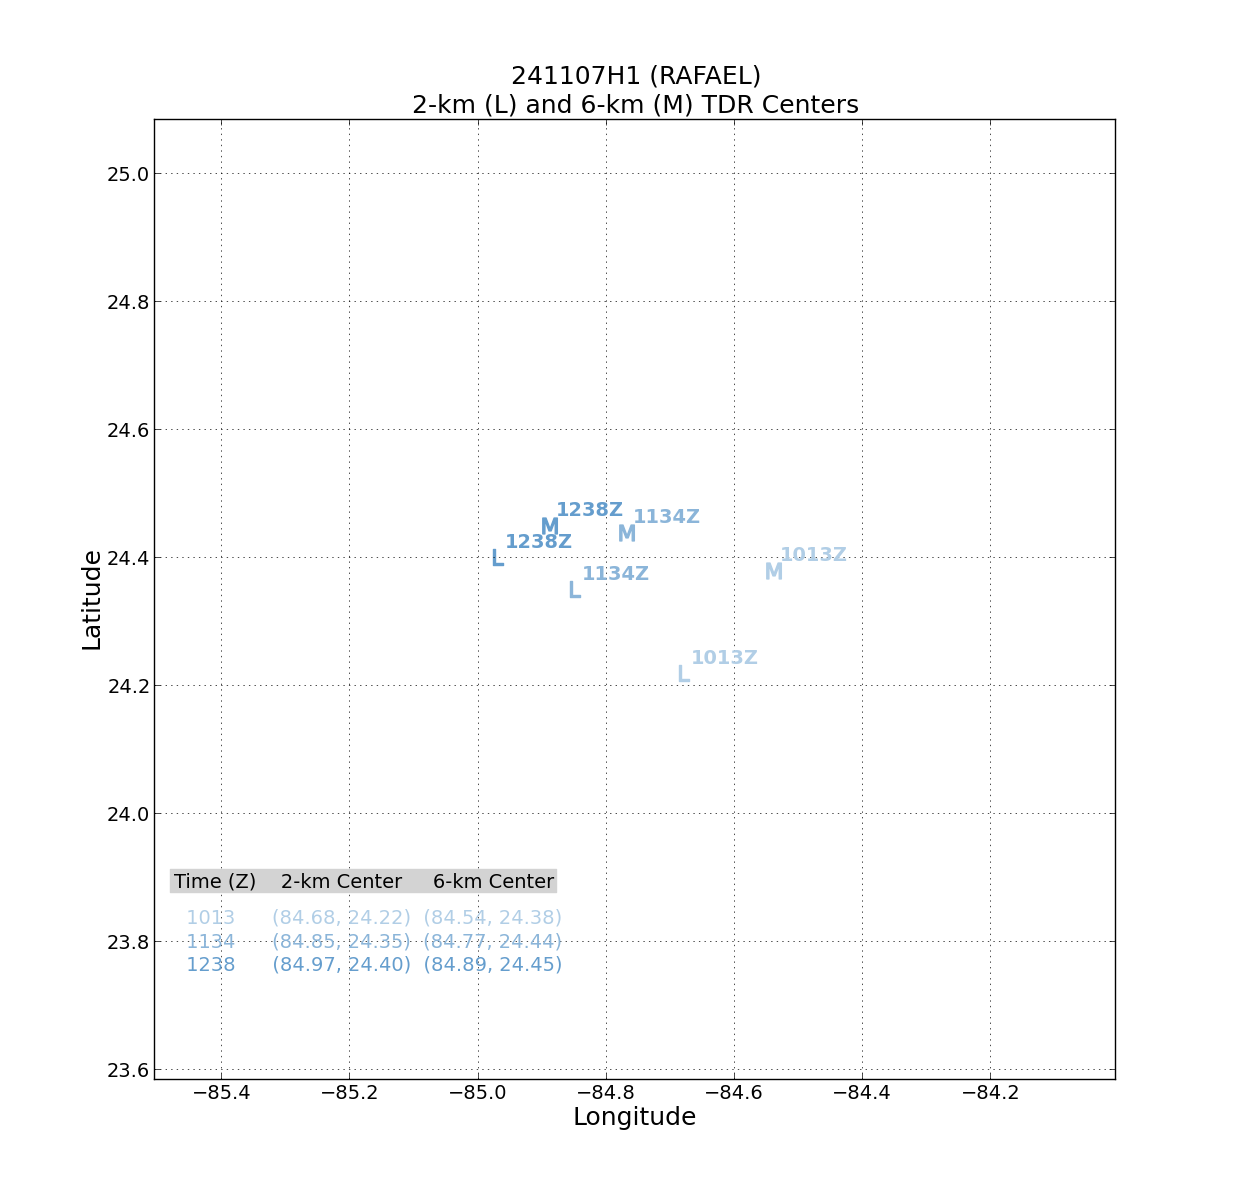 241107H1 (RAFAEL)
2-km (L) and 6-km (M) TDR Centers
25.0
24.8
24.6
24.4
24.2
24.0
23.8
23.6
Latitude
1238Z
M
1134Z
M
1238Z
L
1013Z
M
1134Z
L
1013Z
L
Time (Z) 2-km Center 6-km Center
1013 (84.68, 24.22) (84.54, 24.38)
1134 (84.85, 24.35) (84.77, 24.44)
1238 (84.97, 24.40) (84.89, 24.45)
−85.4 −85.2 −85.0 −84.8 −84.6 −84.4 −84.2
Longitude